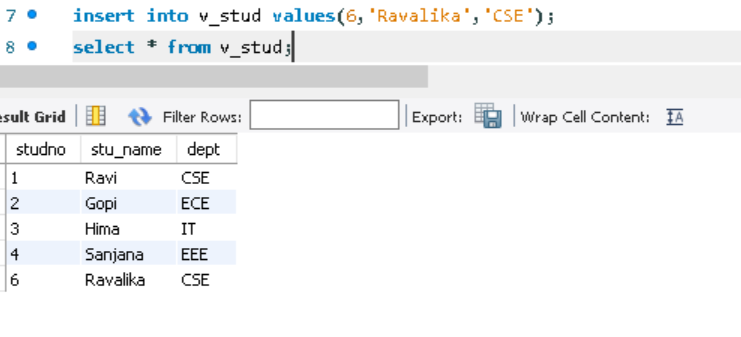 7 insert into v_stud values(6,'Ravalika','CSE');
8 select * from v_stud;
esult Grid Filter Rows: Export: Wrap Cell Content: IA
studno stu_name dept
1 Ravi CSE
2 Gopi ECE
3 Hima IT
4 Sanjana EEE
6 Ravalika CSE